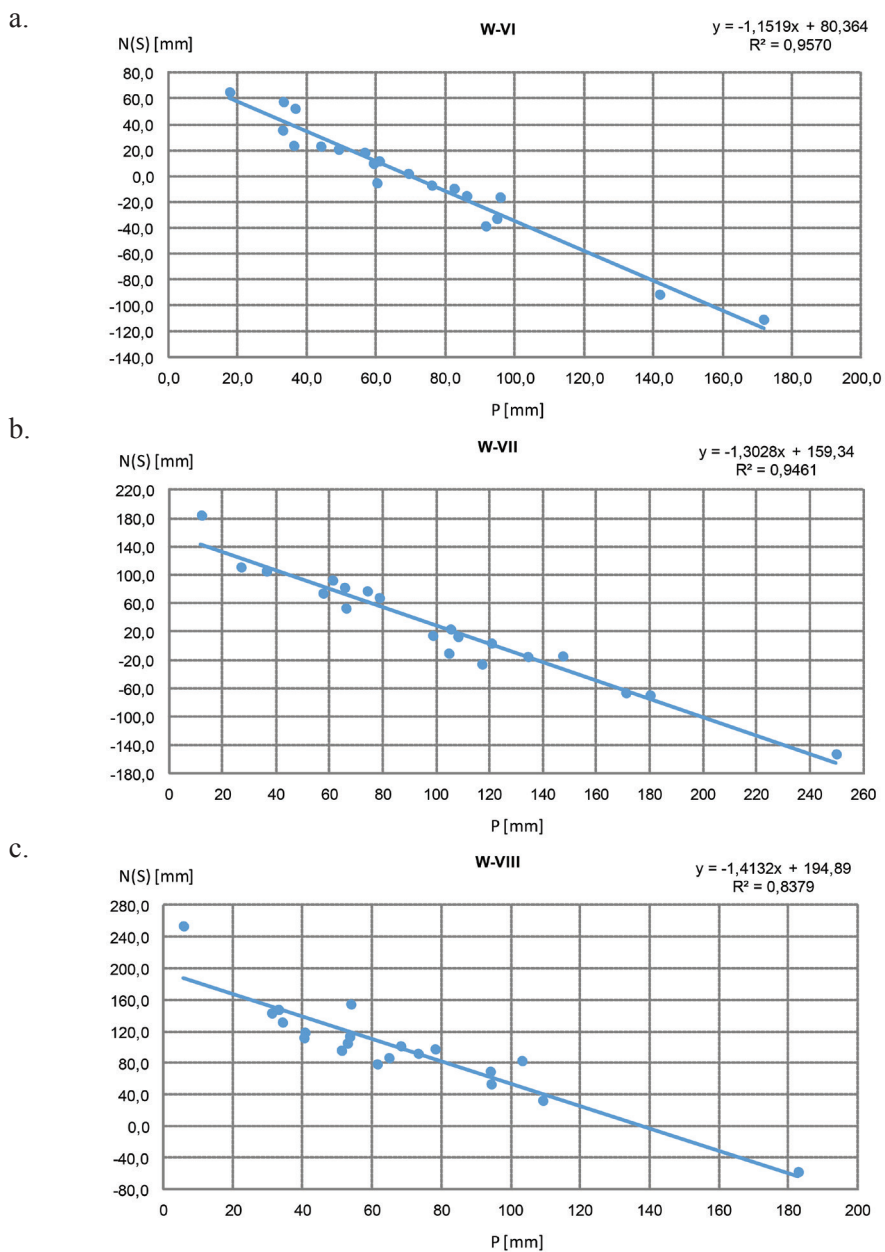 a.
W-VI
y = -1,1519x + 80,364
R² = 0,9570
N(S) [mm]
80,0
60,0
40,0
20,0
0,0
-20,0
-40,0
-60,0
-80,0
-100,0
-120,0
-140,0
0,0 20,0 40,0 60,0 80,0 100,0 120,0 140,0 160,0 180,0 200,0
P [mm]
b.
W-VII
y = -1,3028x + 159,34
R² = 0,9461
N(S) [mm]
220,0
180,0
140,0
100,0
60,0
20,0
-20,0
-60,0
-100,0
-140,0
-180,0
0 20 40 60 80 100 120 140 160 180 200 220 240 260
P [mm]
c.
W-VIII
y = -1,4132x + 194,89
R² = 0,8379
N(S) [mm]
280,0
240,0
200,0
160,0
120,0
80,0
40,0
0,0
-40,0
-80,0
0 20 40 60 80 100 120 140 160 180 200
P [mm]